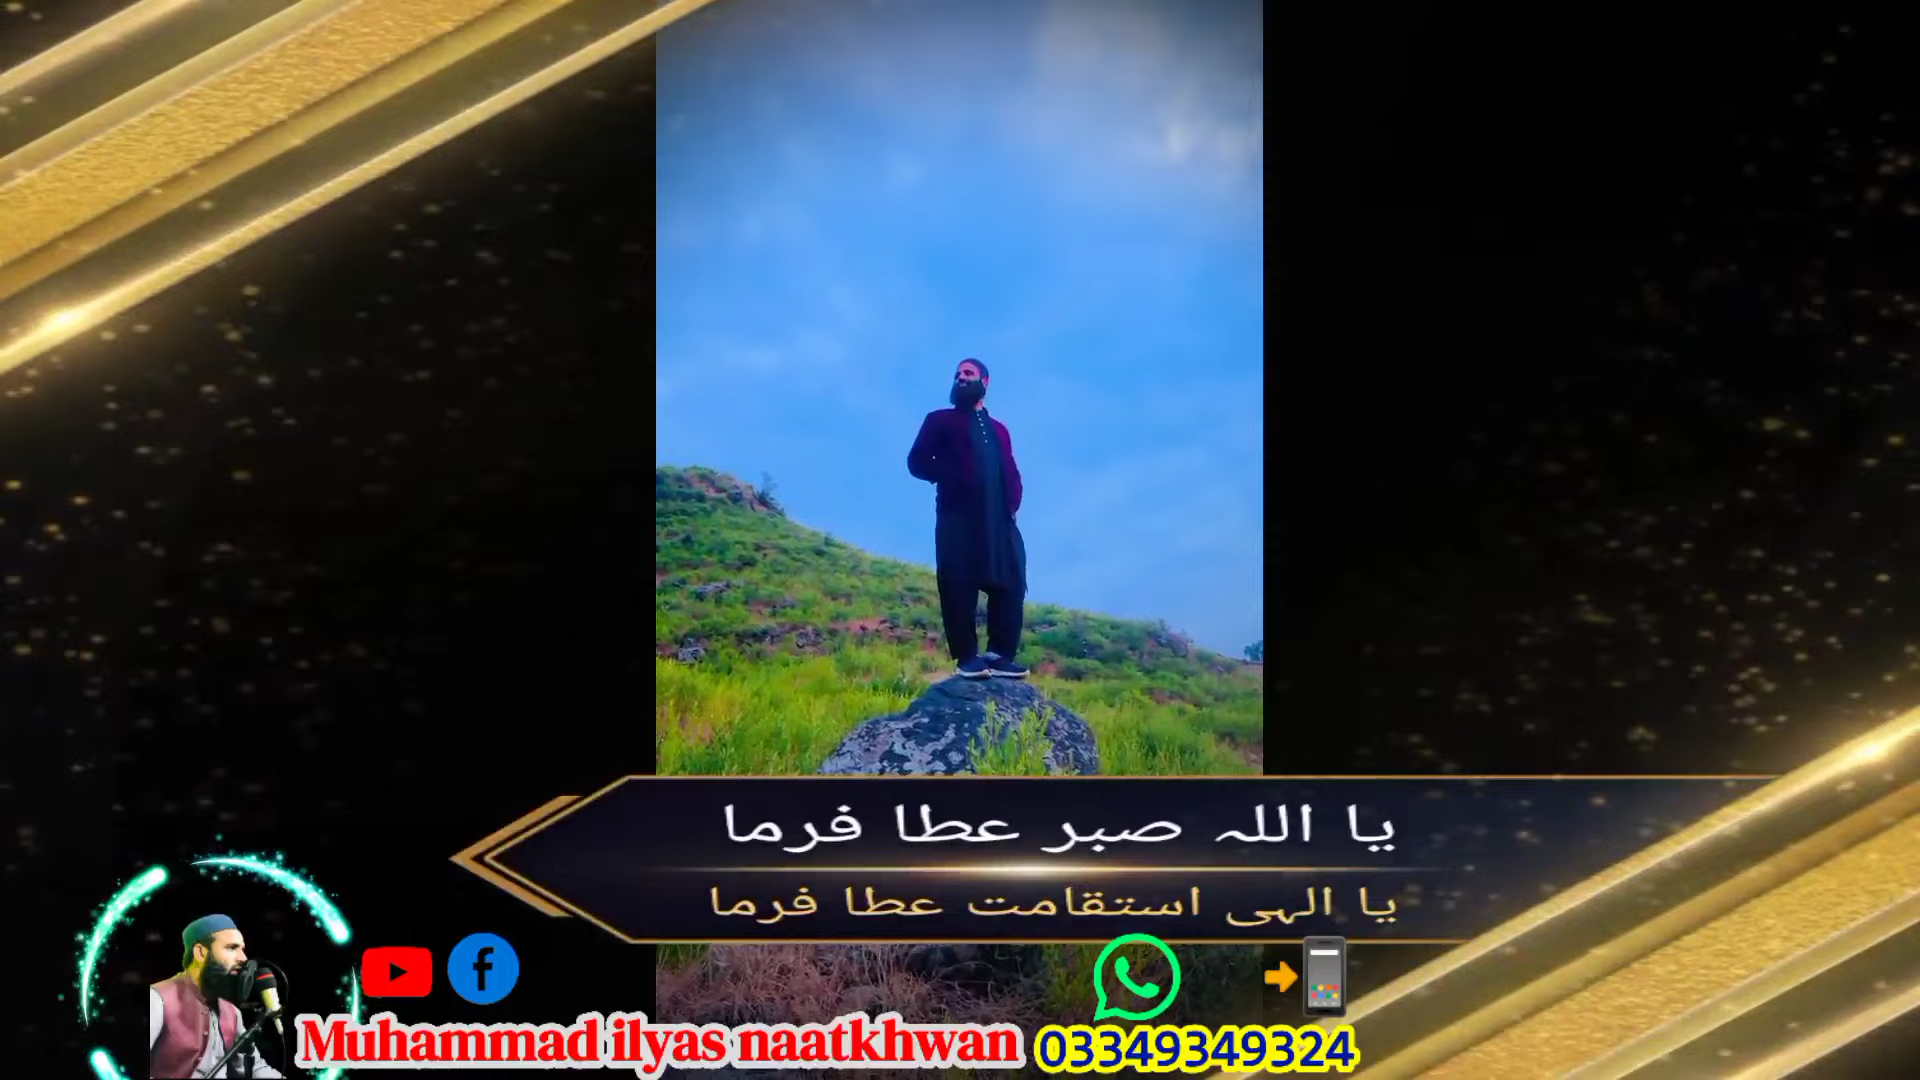 یا اللہ صبر عطا فرما
یا الہی استقامت عطا فرما
Muhammad ilyas naatkhwan
03349349324